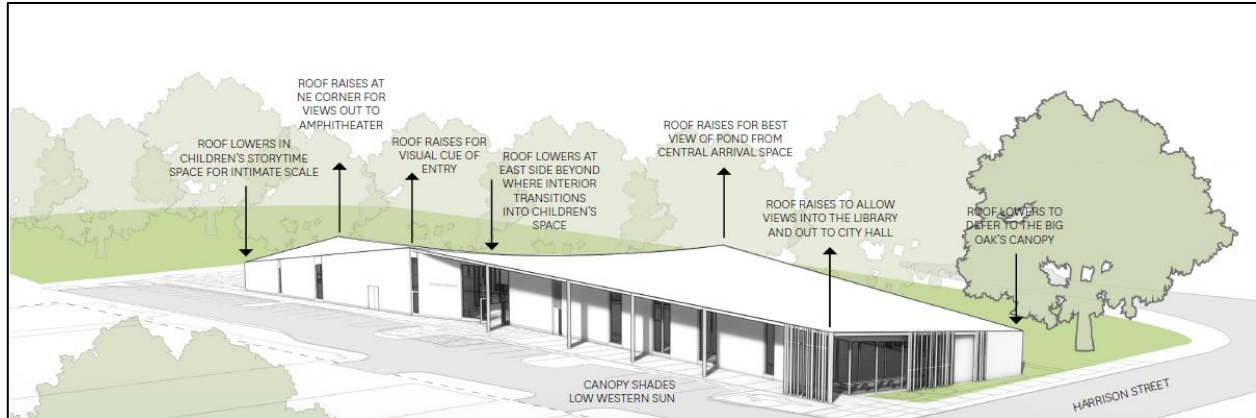 ROOF LOWERS IN
CHILDREN'S STORYTIME
SPACE FOR INTIMATE SCALE
ROOF RAISES AT
NE CORNER FOR
VIEWS OUT TO
AMPHITHEATER
ROOF RAISES FOR
VISUAL CUE OF
ENTRY
ROOF LOWERS AT
EAST SIDE BEYOND
WHERE INTERIOR
TRANSITIONS
INTO CHILDREN'S
SPACE
ROOF RAISES FOR BEST
VIEW OF POND FROM
CENTRAL ARRIVAL SPACE
ROOF RAISES TO ALLOW
VIEWS INTO THE LIBRARY
AND OUT TO CITY HALL
ROOF LOWERS TO
DEFER TO THE BIG
OAK'S CANOPY
CANOPY SHADES
LOW WESTERN SUN
HARRISON STREET